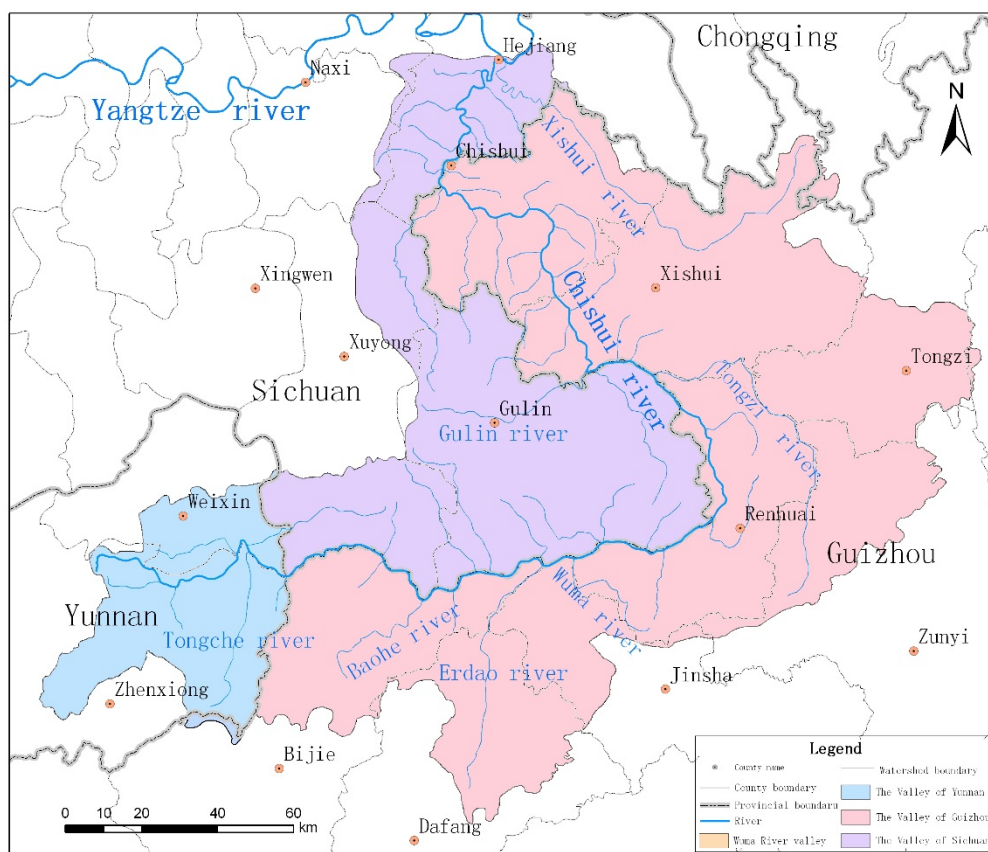 Hejiang
Chongqing
Naxi
N
Yangtze river
Xishui river
Chishui
Xingwen
Chishui river
Xishui
Xuyong
Tongzi
Sichuan
Tongzi river
Gulin
Gulin river
Weixin
Renhuai
Guizhou
Wuma river
Yunnan
Tongche river
Baohe river
Erdao river
Zunyi
Zhenxiong
Jinsha
Bijie
Dafang
0 20 40 60
km
Legend
County name
County boundary
Provincial boundaru
River
Wuma River valley
Watershed boundary
The Valley of Yunnan
The Valley of Guizhou
The Valley of Sichuan